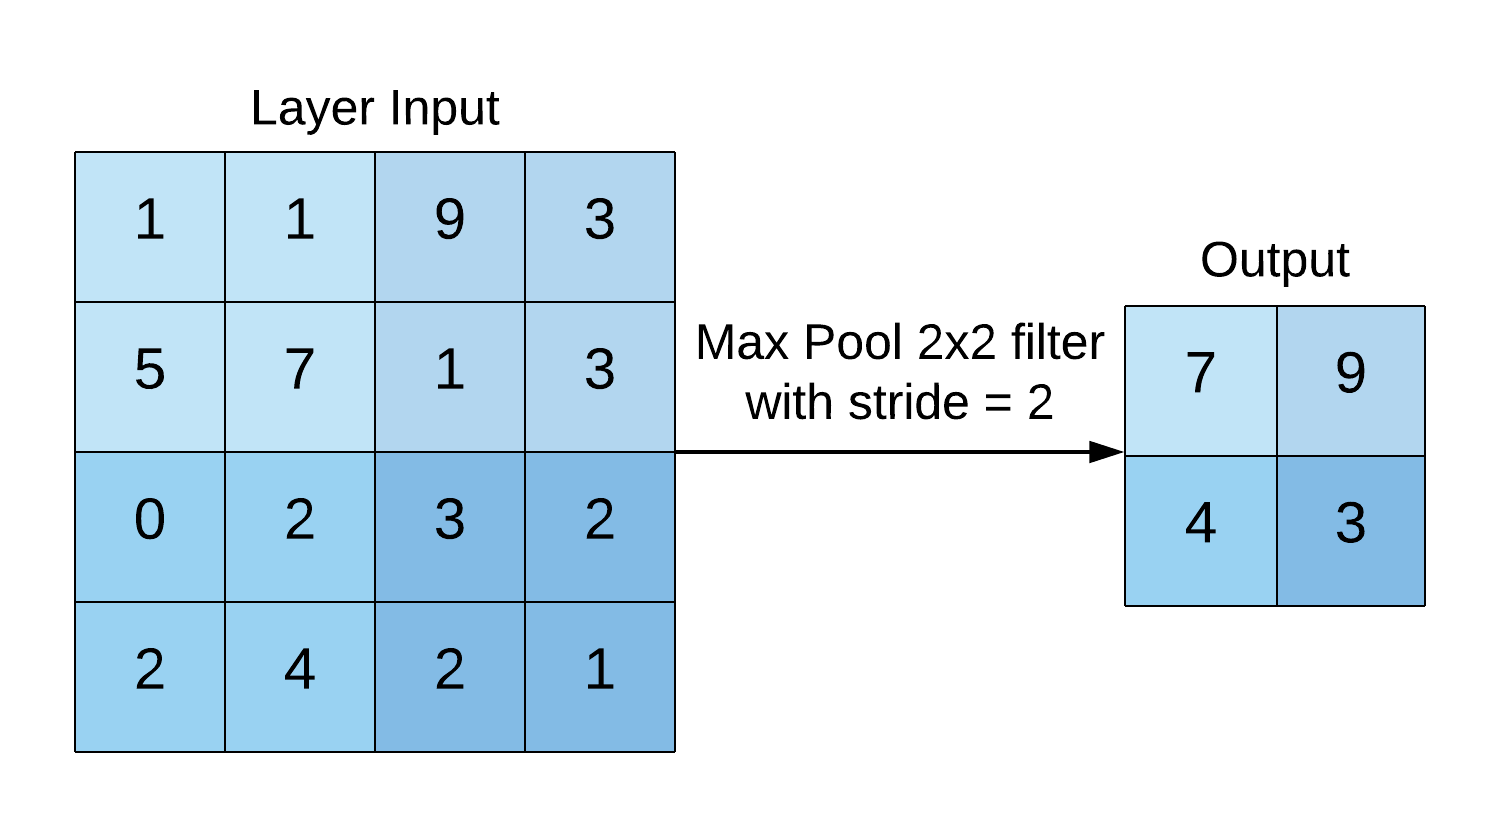 Layer Input
1 1 9 3
5 7 1 3
0 2 3 2
2 4 2 1
Max Pool 2x2 filter
with stride = 2
Output
7 9
4 3